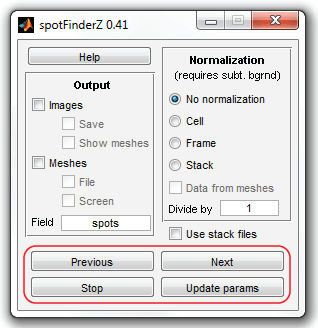 spotFinderZ 0.41
Help
Output
Images
Save
Show meshes
Meshes
File
Screen
Field spots
Normalization
(requires subt. bgrnd)
No normalization
Cell
Frame
Stack
Data from meshes
Divide by 1
Use stack files
Previous Next
Stop Update params